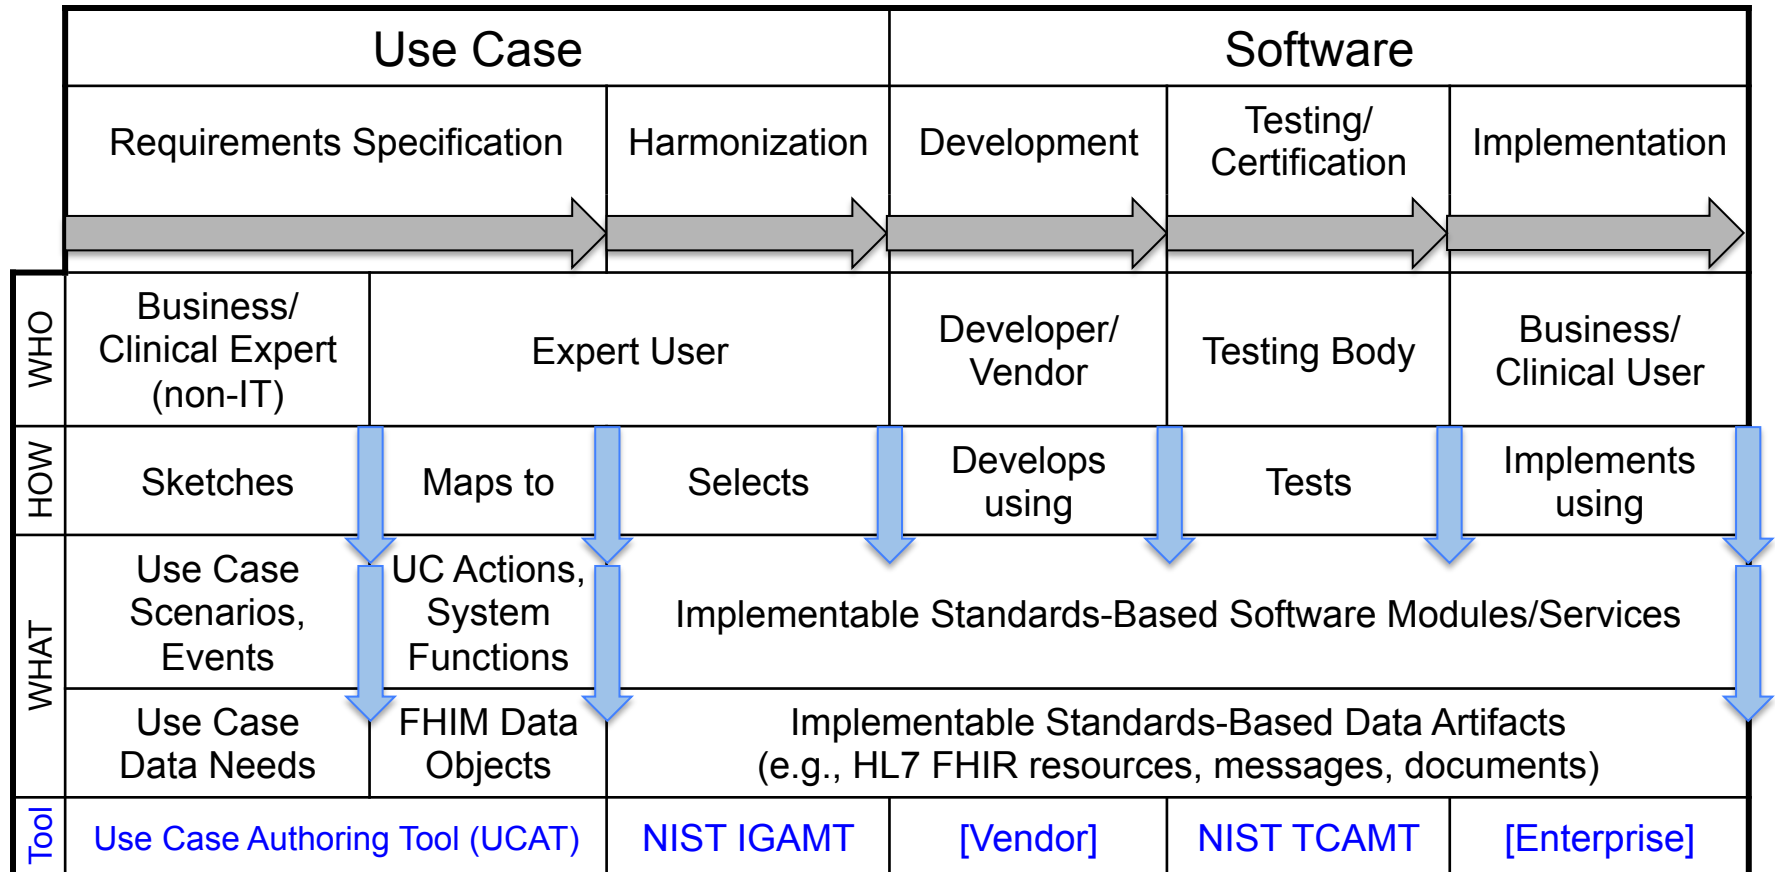 Use Case
Software
Requirements Specification
Harmonization
Development
Testing/
Certification
Implementation
WHO
Business/
Clinical Expert
(non-IT)
Expert User
Developer/
Vendor
Testing Body
Business/
Clinical User
HOW
Sketches
Maps to
Selects
Develops
using
Tests
Implements
using
WHAT
Use Case
Scenarios,
Events
UC Actions,
System
Functions
Implementable Standards-Based Software Modules/Services
Use Case
Data Needs
FHIM Data
Objects
Implementable Standards-Based Data Artifacts
(e.g., HL7 FHIR resources, messages, documents)
Tool
Use Case Authoring Tool (UCAT)
NIST IGAMT
[Vendor]
NIST TCAMT
[Enterprise]